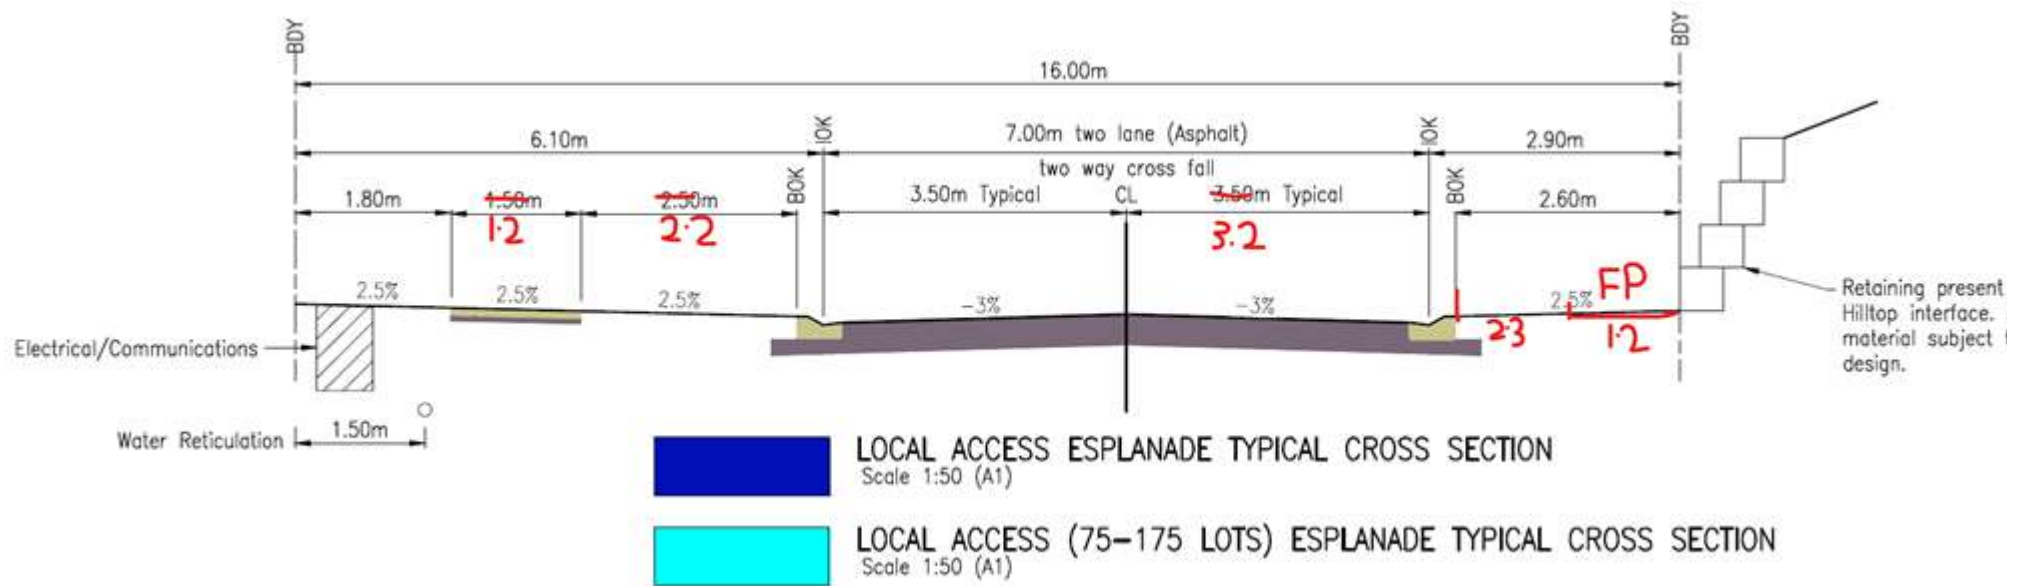 BDY
BDY
16.00m
6.10m
IOK
7.00m two lane (Asphalt)
IOK
2.90m
two way cross fall
1.80m
1.50m
2.50m
BOK
3.50m Typical
CL
3.50m Typical
BOK
2.60m
1.2
2.2
3.2
2.5%
2.5%
2.5%
-3%
-3%
2.5%
FP
2.3
1.2
Electrical/Communications
Retaining present
Hilltop interface.
material subject
design.
Water Reticulation
1.50m
LOCAL ACCESS ESPLANADE TYPICAL CROSS SECTION
Scale 1:50 (A1)
LOCAL ACCESS (75-175 LOTS) ESPLANADE TYPICAL CROSS SECTION
Scale 1:50 (A1)